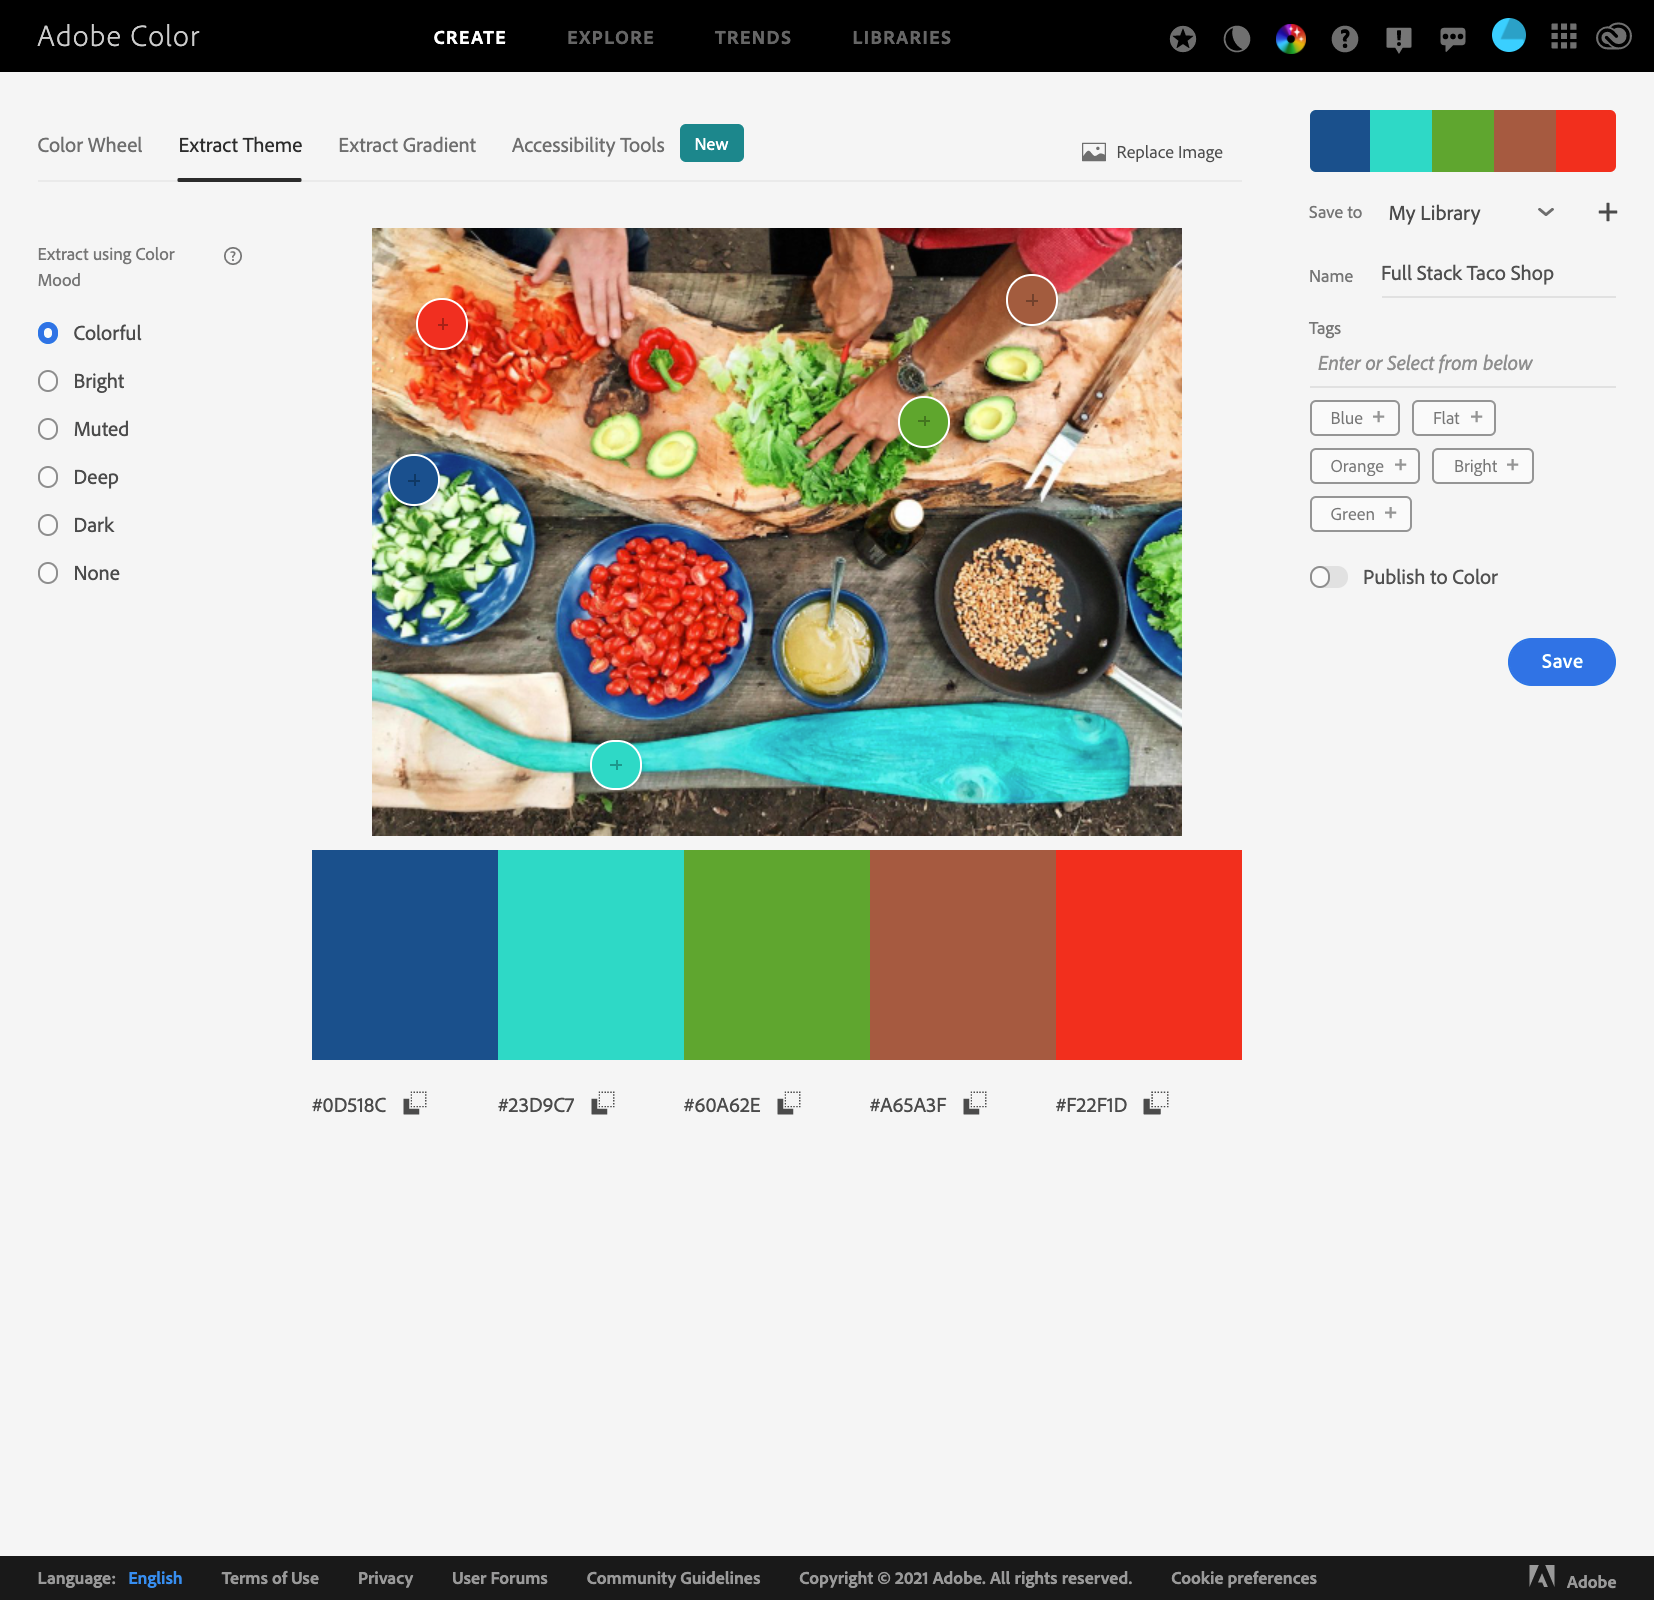 Adobe Color
CREATE
EXPLORE
TRENDS
LIBRARIES
Color Wheel
Extract Theme
Extract Gradient
Accessibility Tools
New
Replace Image
Extract using Color
Mood
Colorful
Bright
Muted
Deep
Dark
None
#0D518C
#23D9C7
#60A62E
#A65A3F
#F22F1D
Save to
My Library
Name
Full Stack Taco Shop
Tags
Enter or Select from below
Blue +
Flat +
Orange +
Bright +
Green +
Publish to Color
Save
Language: English
Terms of Use
Privacy
User Forums
Community Guidelines
Copyright © 2021 Adobe. All rights reserved.
Cookie preferences
Adobe